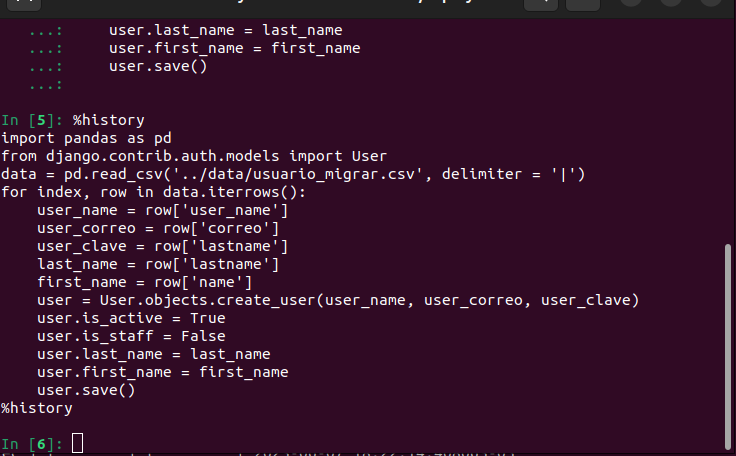 ...:     user.last_name = last_name
...:     user.first_name = first_name
...:     user.save()
...:
In [5]: %history
import pandas as pd
from django.contrib.auth.models import User
data = pd.read_csv('../data/usuario_migrar.csv', delimiter = '|')
for index, row in data.iterrows():
    user_name = row['user_name']
    user_correo = row['correo']
    user_clave = row['lastname']
    last_name = row['lastname']
    first_name = row['name']
    user = User.objects.create_user(user_name, user_correo, user_clave)
    user.is_active = True
    user.is_staff = False
    user.last_name = last_name
    user.first_name = first_name
    user.save()
%history
In [6]: